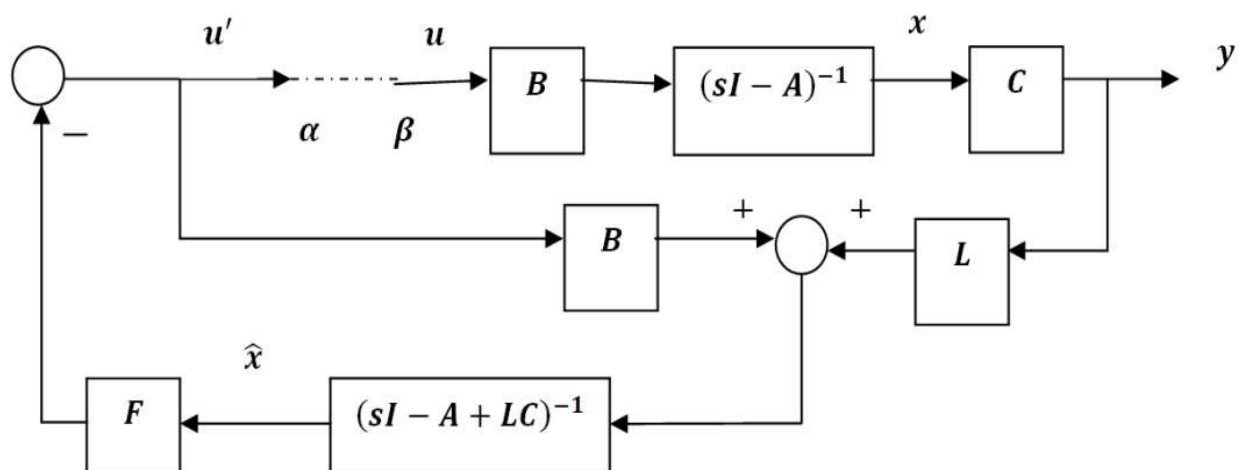 u′ u x y
B (sI − A)⁻¹ C
− α β
+ +
B L
x̂
F (sI − A + LC)⁻¹